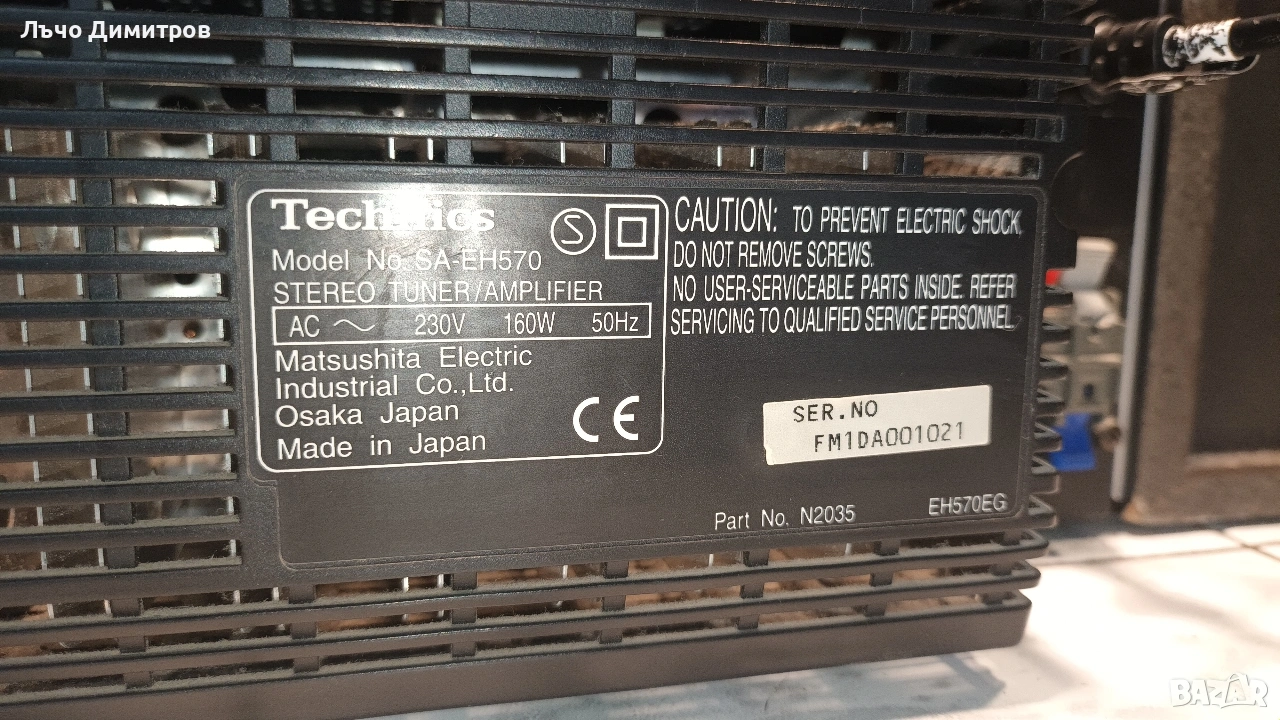 Лъчо Димитров
Technics
Model No. SA-EH570
STEREO TUNER/AMPLIFIER
AC 230V 160W 50Hz
Matsushita Electric
Industrial Co.,Ltd.
Osaka Japan
Made in Japan
S
CE
CAUTION: TO PREVENT ELECTRIC SHOCK,
DO NOT REMOVE SCREWS.
NO USER-SERVICEABLE PARTS INSIDE. REFER
SERVICING TO QUALIFIED SERVICE PERSONNEL.
SER.NO
FM1DA001021
Part No. N2035
EH570EG
BAZAR